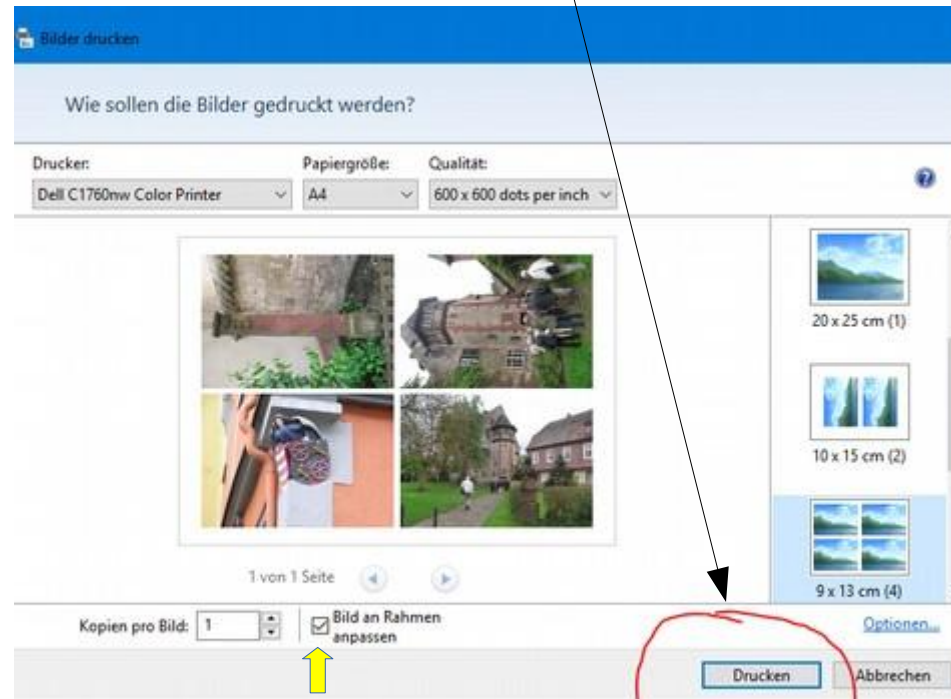 Bilder drucken
Wie sollen die Bilder gedruckt werden?
Drucker: Papiergröße: Qualität:
Dell C1760nw Color Printer A4 600 x 600 dots per inch
20 x 25 cm (1)
10 x 15 cm (2)
9 x 13 cm (4)
1 von 1 Seite
Kopien pro Bild: 1 Bild an Rahmen
anpassen
Optionen...
Drucken Abbrechen